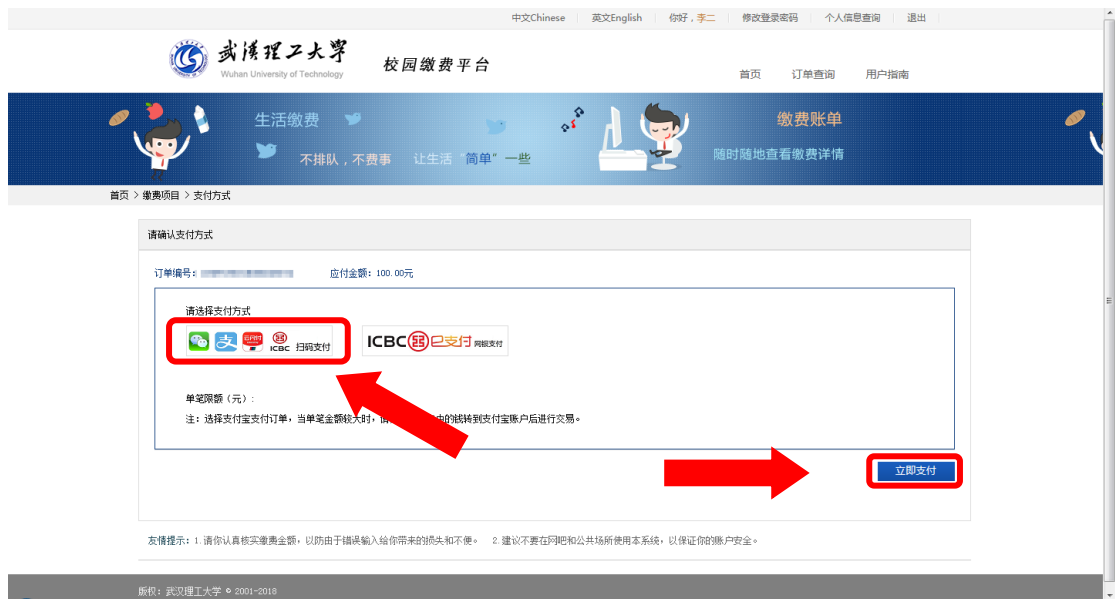 中文Chinese 英文English 你好，李二 修改登录密码 个人信息查询 退出
武汉理工大学
Wuhan University of Technology
校园缴费平台
首页 订单查询 用户指南
生活缴费
不排队，不费事 让生活“简单”一些
缴费账单
随时随地查看缴费详情
首页 > 缴费项目 > 支付方式
请确认支付方式
订单编号： 应付金额：100.00元
请选择支付方式
支 ICBC 扫码支付 ICBC e支付 网银支付
单笔限额（元）：
注：选择支付宝支付订单，当单笔金额较大时， 中的钱转到支付宝账户后进行交易。
立即支付
友情提示：1.请你认真核实缴费金额，以防由于错误输入给你带来的损失和不便。 2.建议不要在网吧和公共场所使用本系统，以保证你的账户安全。
版权：武汉理工大学 © 2001-2018